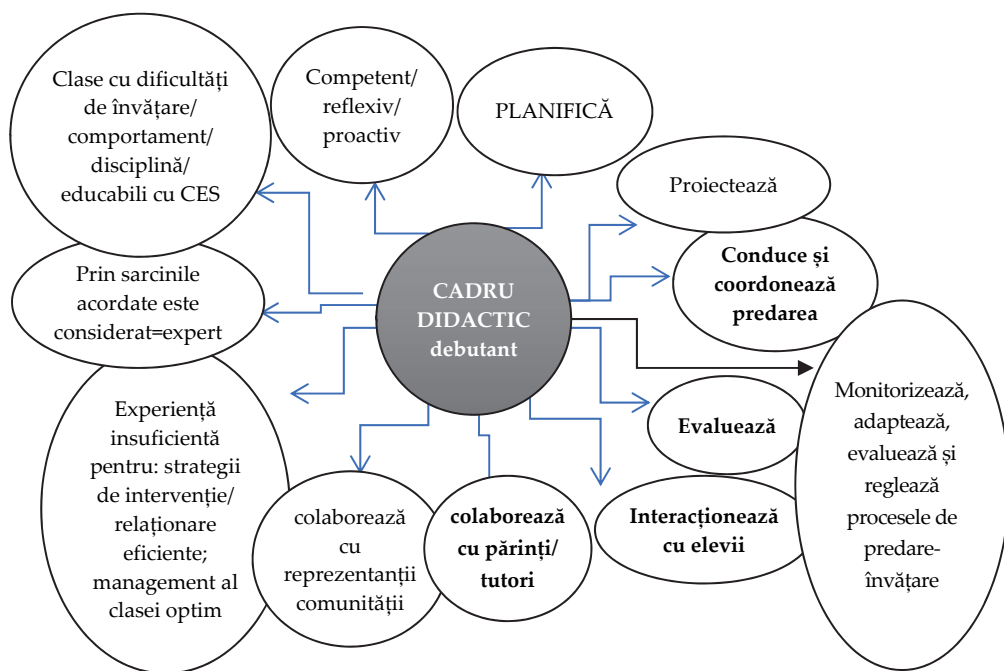 Clase cu dificultăți
de învățare/
comportament/
disciplină/
educabili cu CES
Competent/
reflexiv/
proactiv
PLANIFICĂ
Proiectează
Conduce și
coordonează
predarea
Prin sarcinile
acordate este
considerat=expert
CADRU
DIDACTIC
debutant
Monitorizează,
adaptează,
evaluează și
reglează
procesele de
predare-
învățare
Evaluează
Experiență
insuficientă
pentru: strategii
de intervenție/
relaționare
eficiente;
management al
clasei optim
colaborează
cu
reprezentanții
comunității
colaborează
cu părinți/
tutori
Interacționează
cu elevii